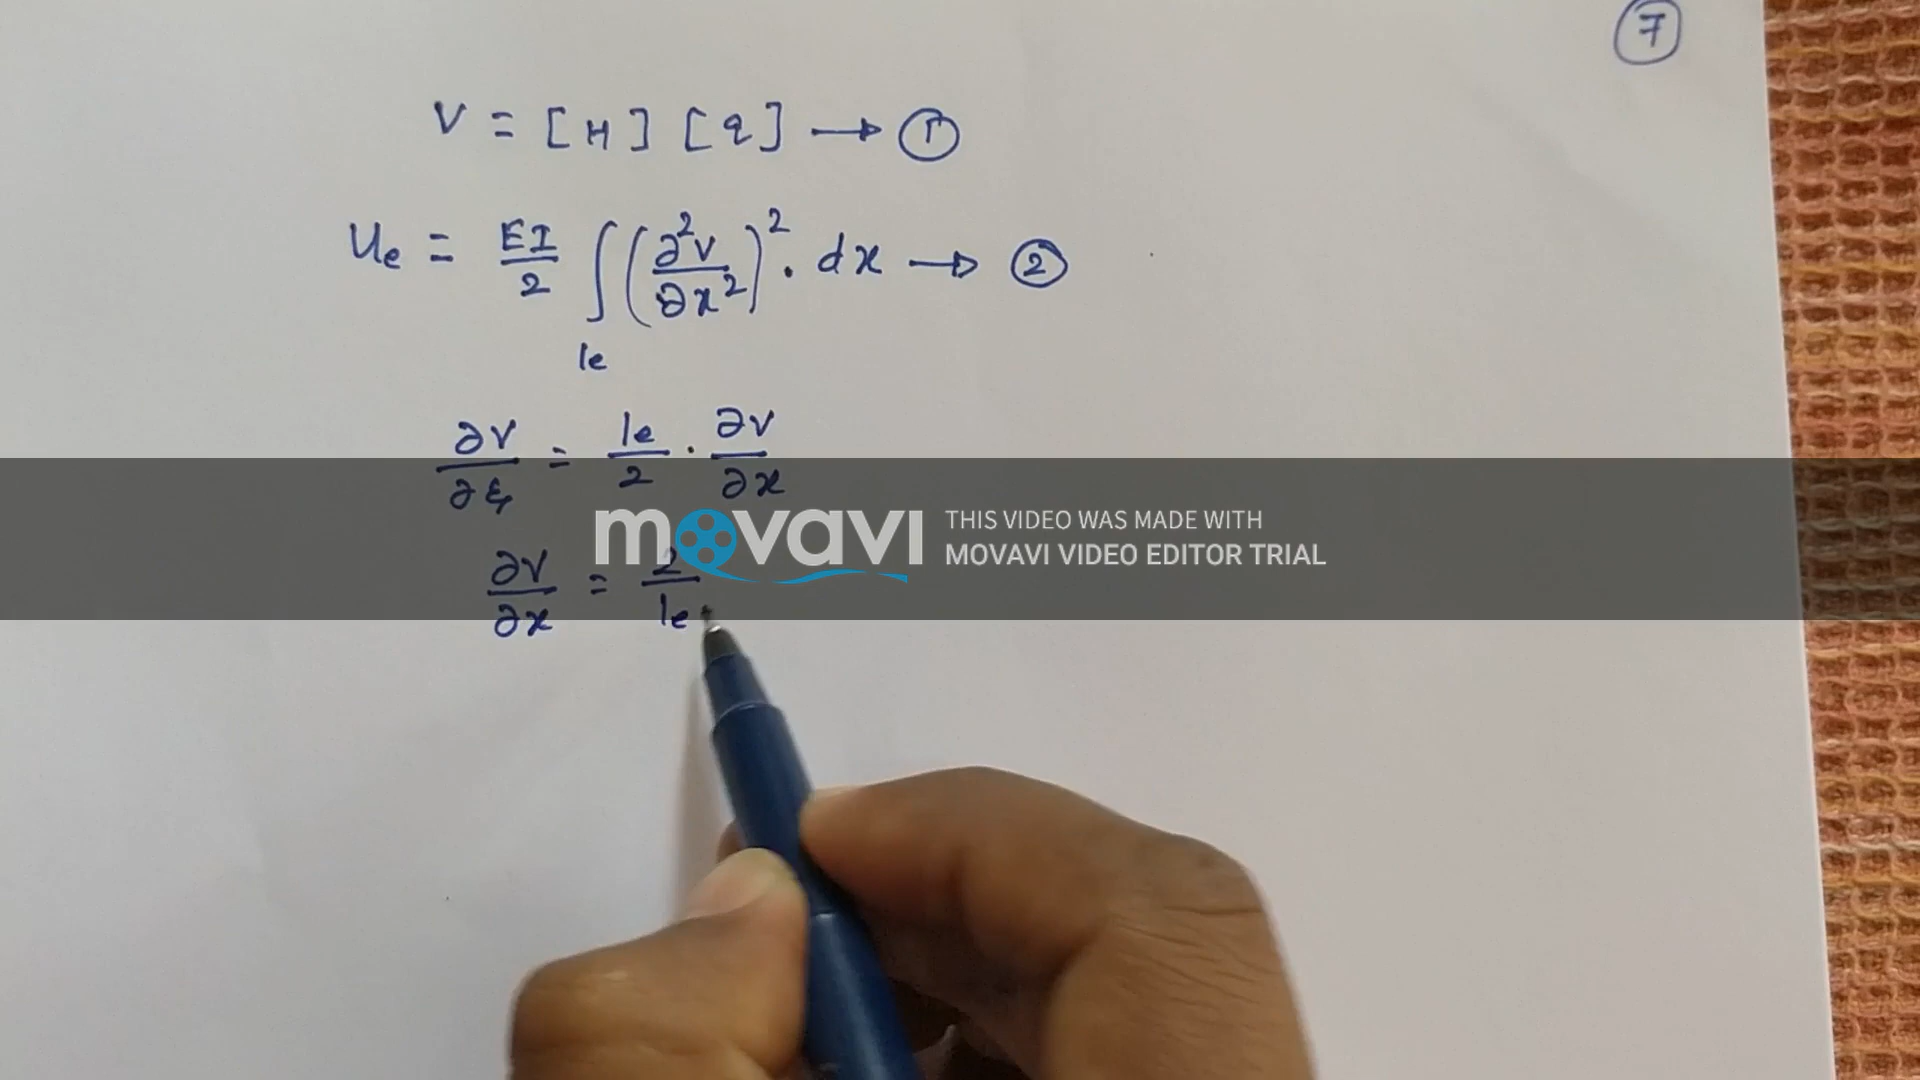 7
V = [H] [q] → 1
Ue = EI/2 ∫le (∂²V/∂x²)² · dx → 2
∂V/∂ξ = le/2 · ∂V/∂x
movavi THIS VIDEO WAS MADE WITH
MOVAVI VIDEO EDITOR TRIAL
∂V/∂x = 2/le